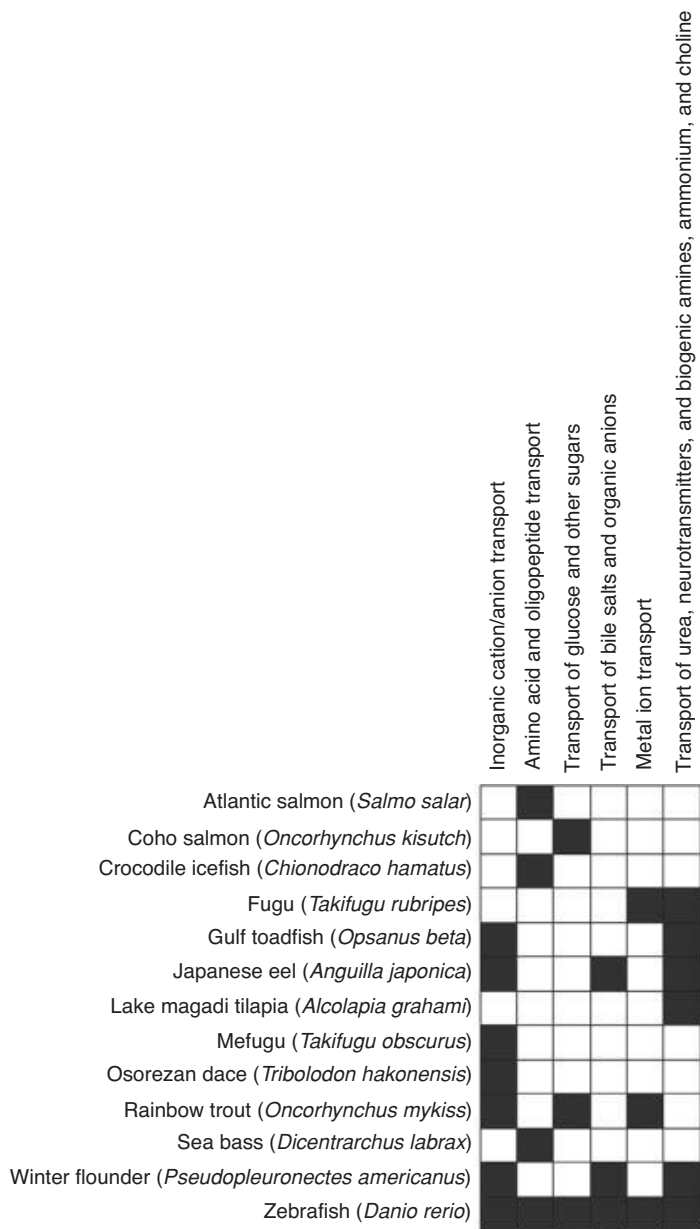 Inorganic cation/anion transport
Amino acid and oligopeptide transport
Transport of glucose and other sugars
Transport of bile salts and organic anions
Metal ion transport
Transport of urea, neurotransmitters, and biogenic amines, ammonium, and choline
Atlantic salmon (Salmo salar)
Coho salmon (Oncorhynchus kisutch)
Crocodile icefish (Chionodraco hamatus)
Fugu (Takifugu rubripes)
Gulf toadfish (Opsanus beta)
Japanese eel (Anguilla japonica)
Lake magadi tilapia (Alcolapia grahami)
Mefugu (Takifugu obscurus)
Osorezan dace (Tribolodon hakonensis)
Rainbow trout (Oncorhynchus mykiss)
Sea bass (Dicentrarchus labrax)
Winter flounder (Pseudopleuronectes americanus)
Zebrafish (Danio rerio)